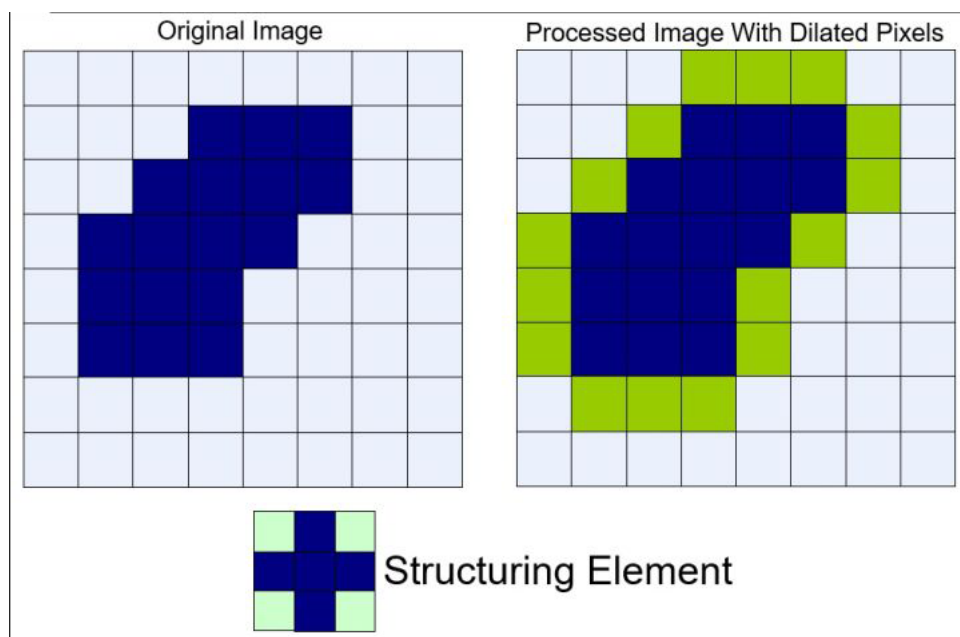 Original Image
Processed Image With Dilated Pixels
Structuring Element